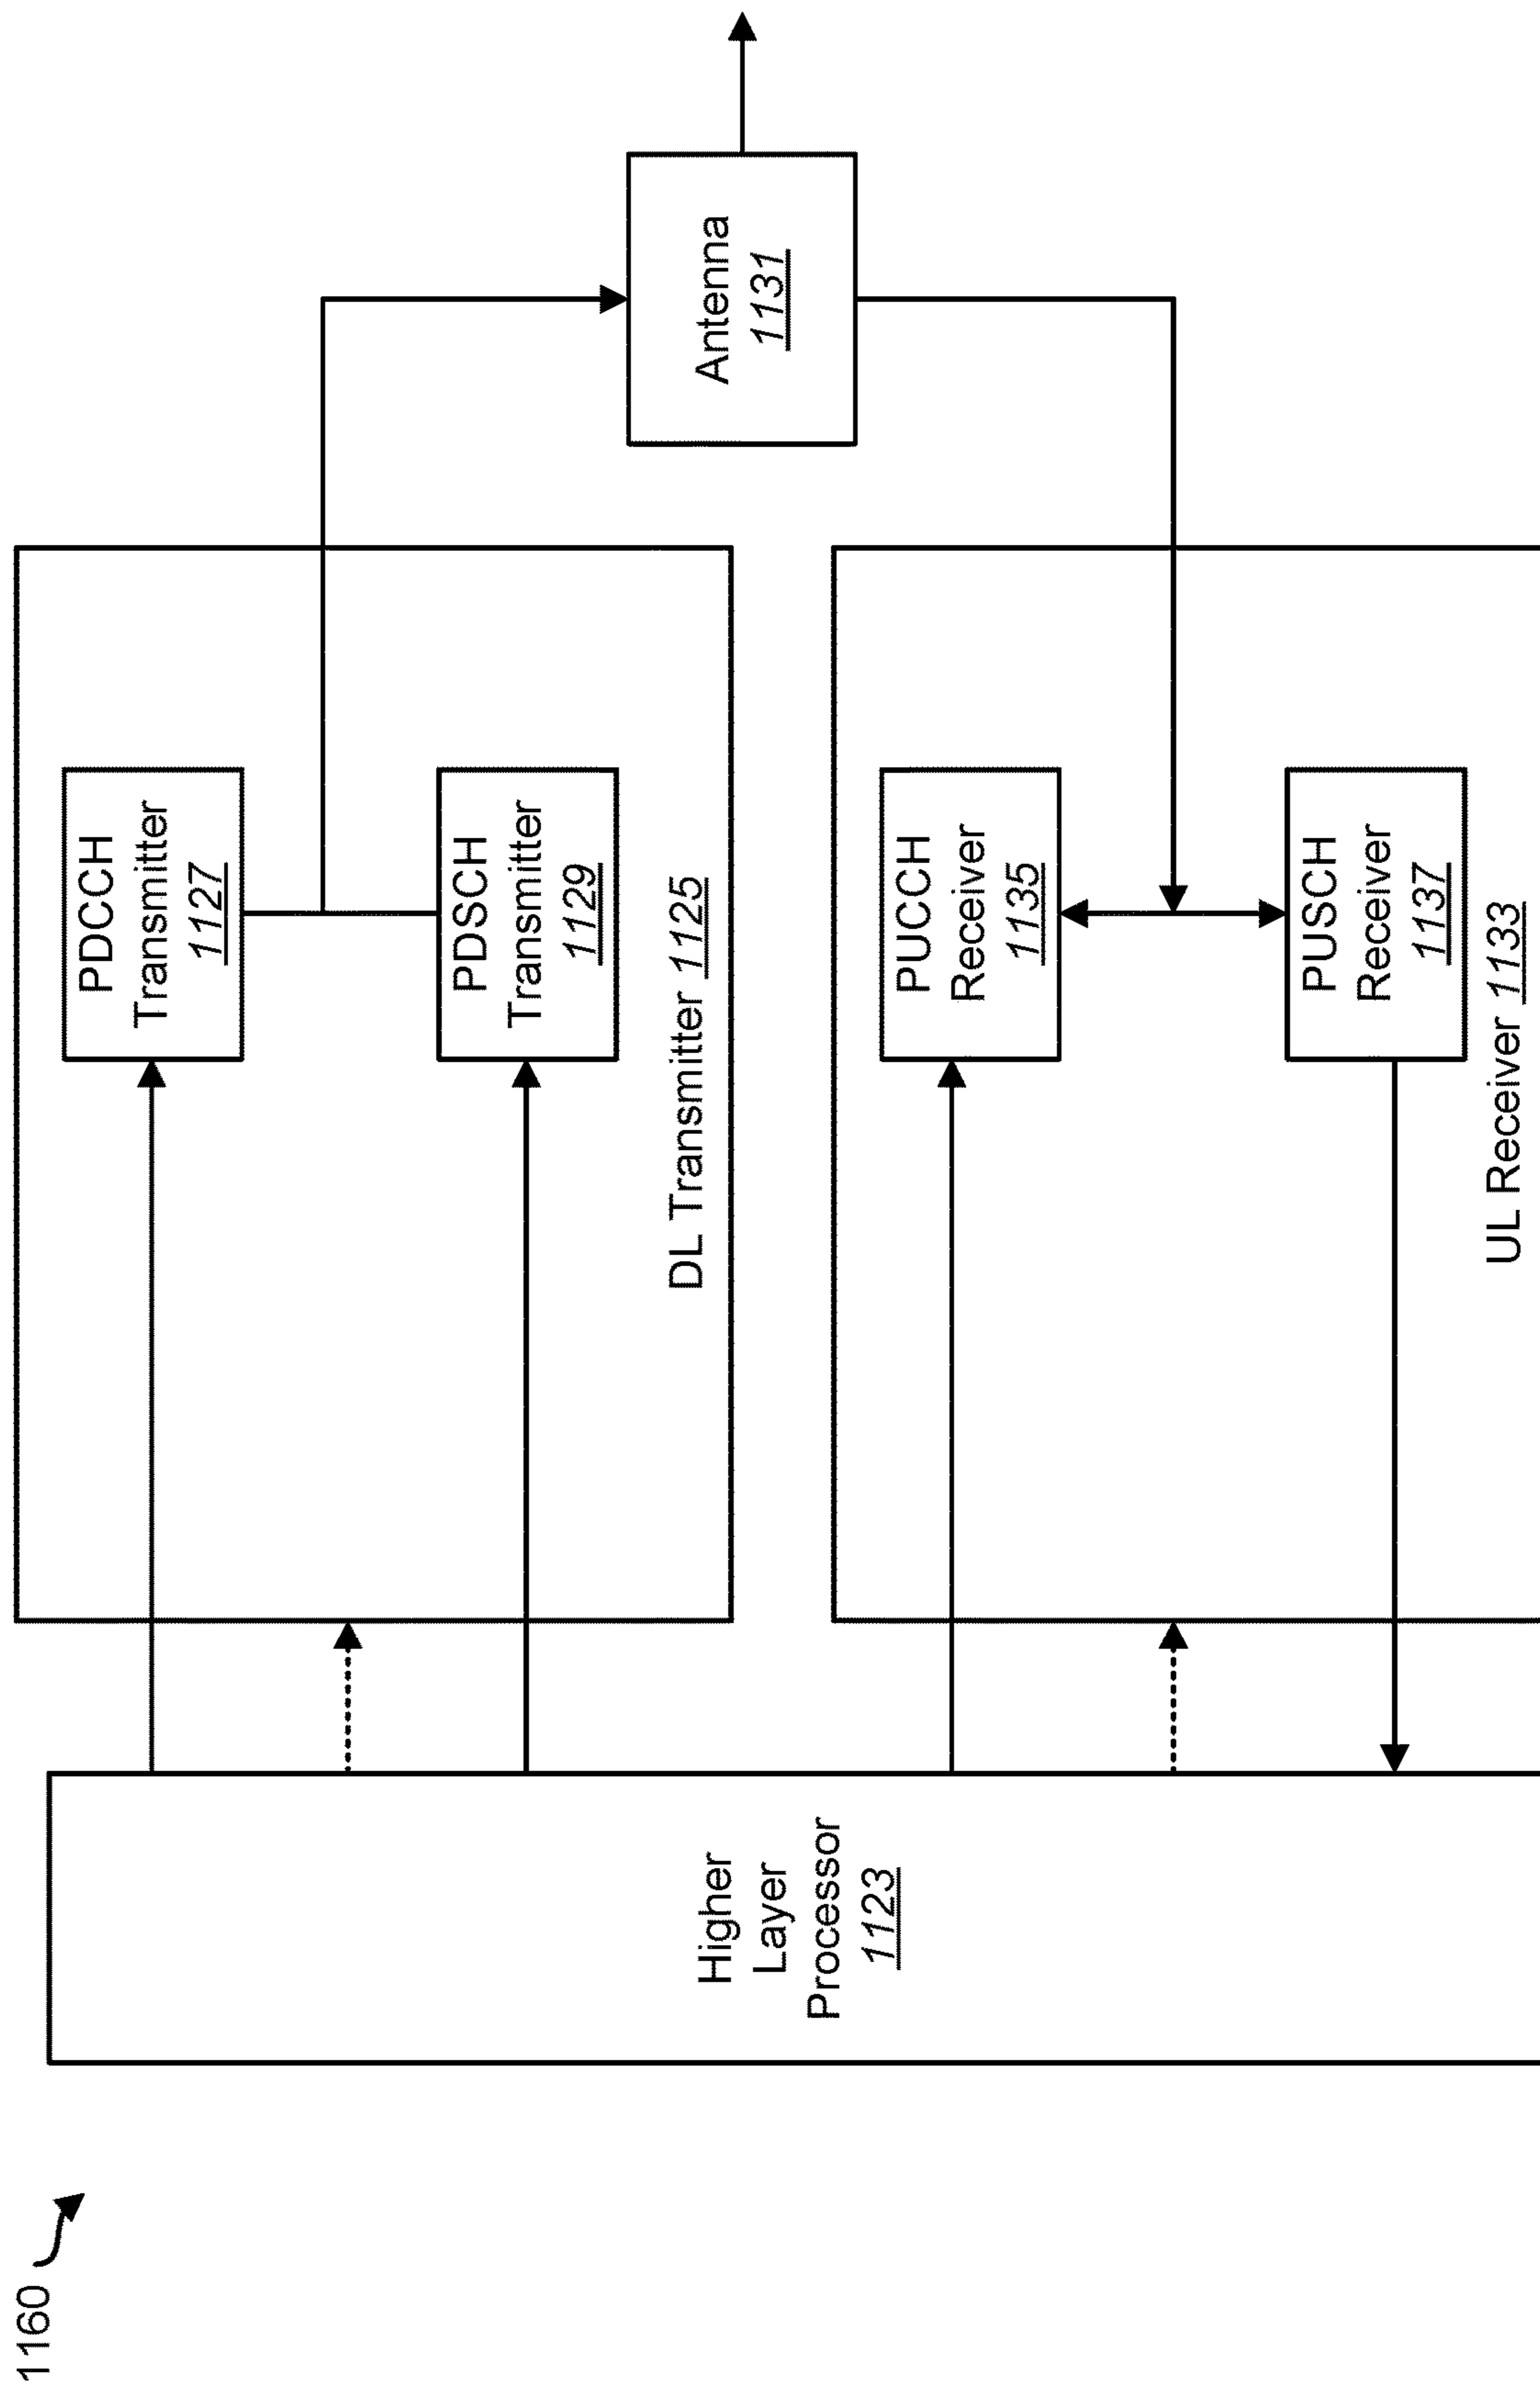 1160
Higher
Layer
Processor
1123
PDCCH
Transmitter
1127
PDSCH
Transmitter
1129
DL Transmitter 1125
PUCCH
Receiver
1135
PUSCH
Receiver
1137
UL Receiver 1133
Antenna
1131